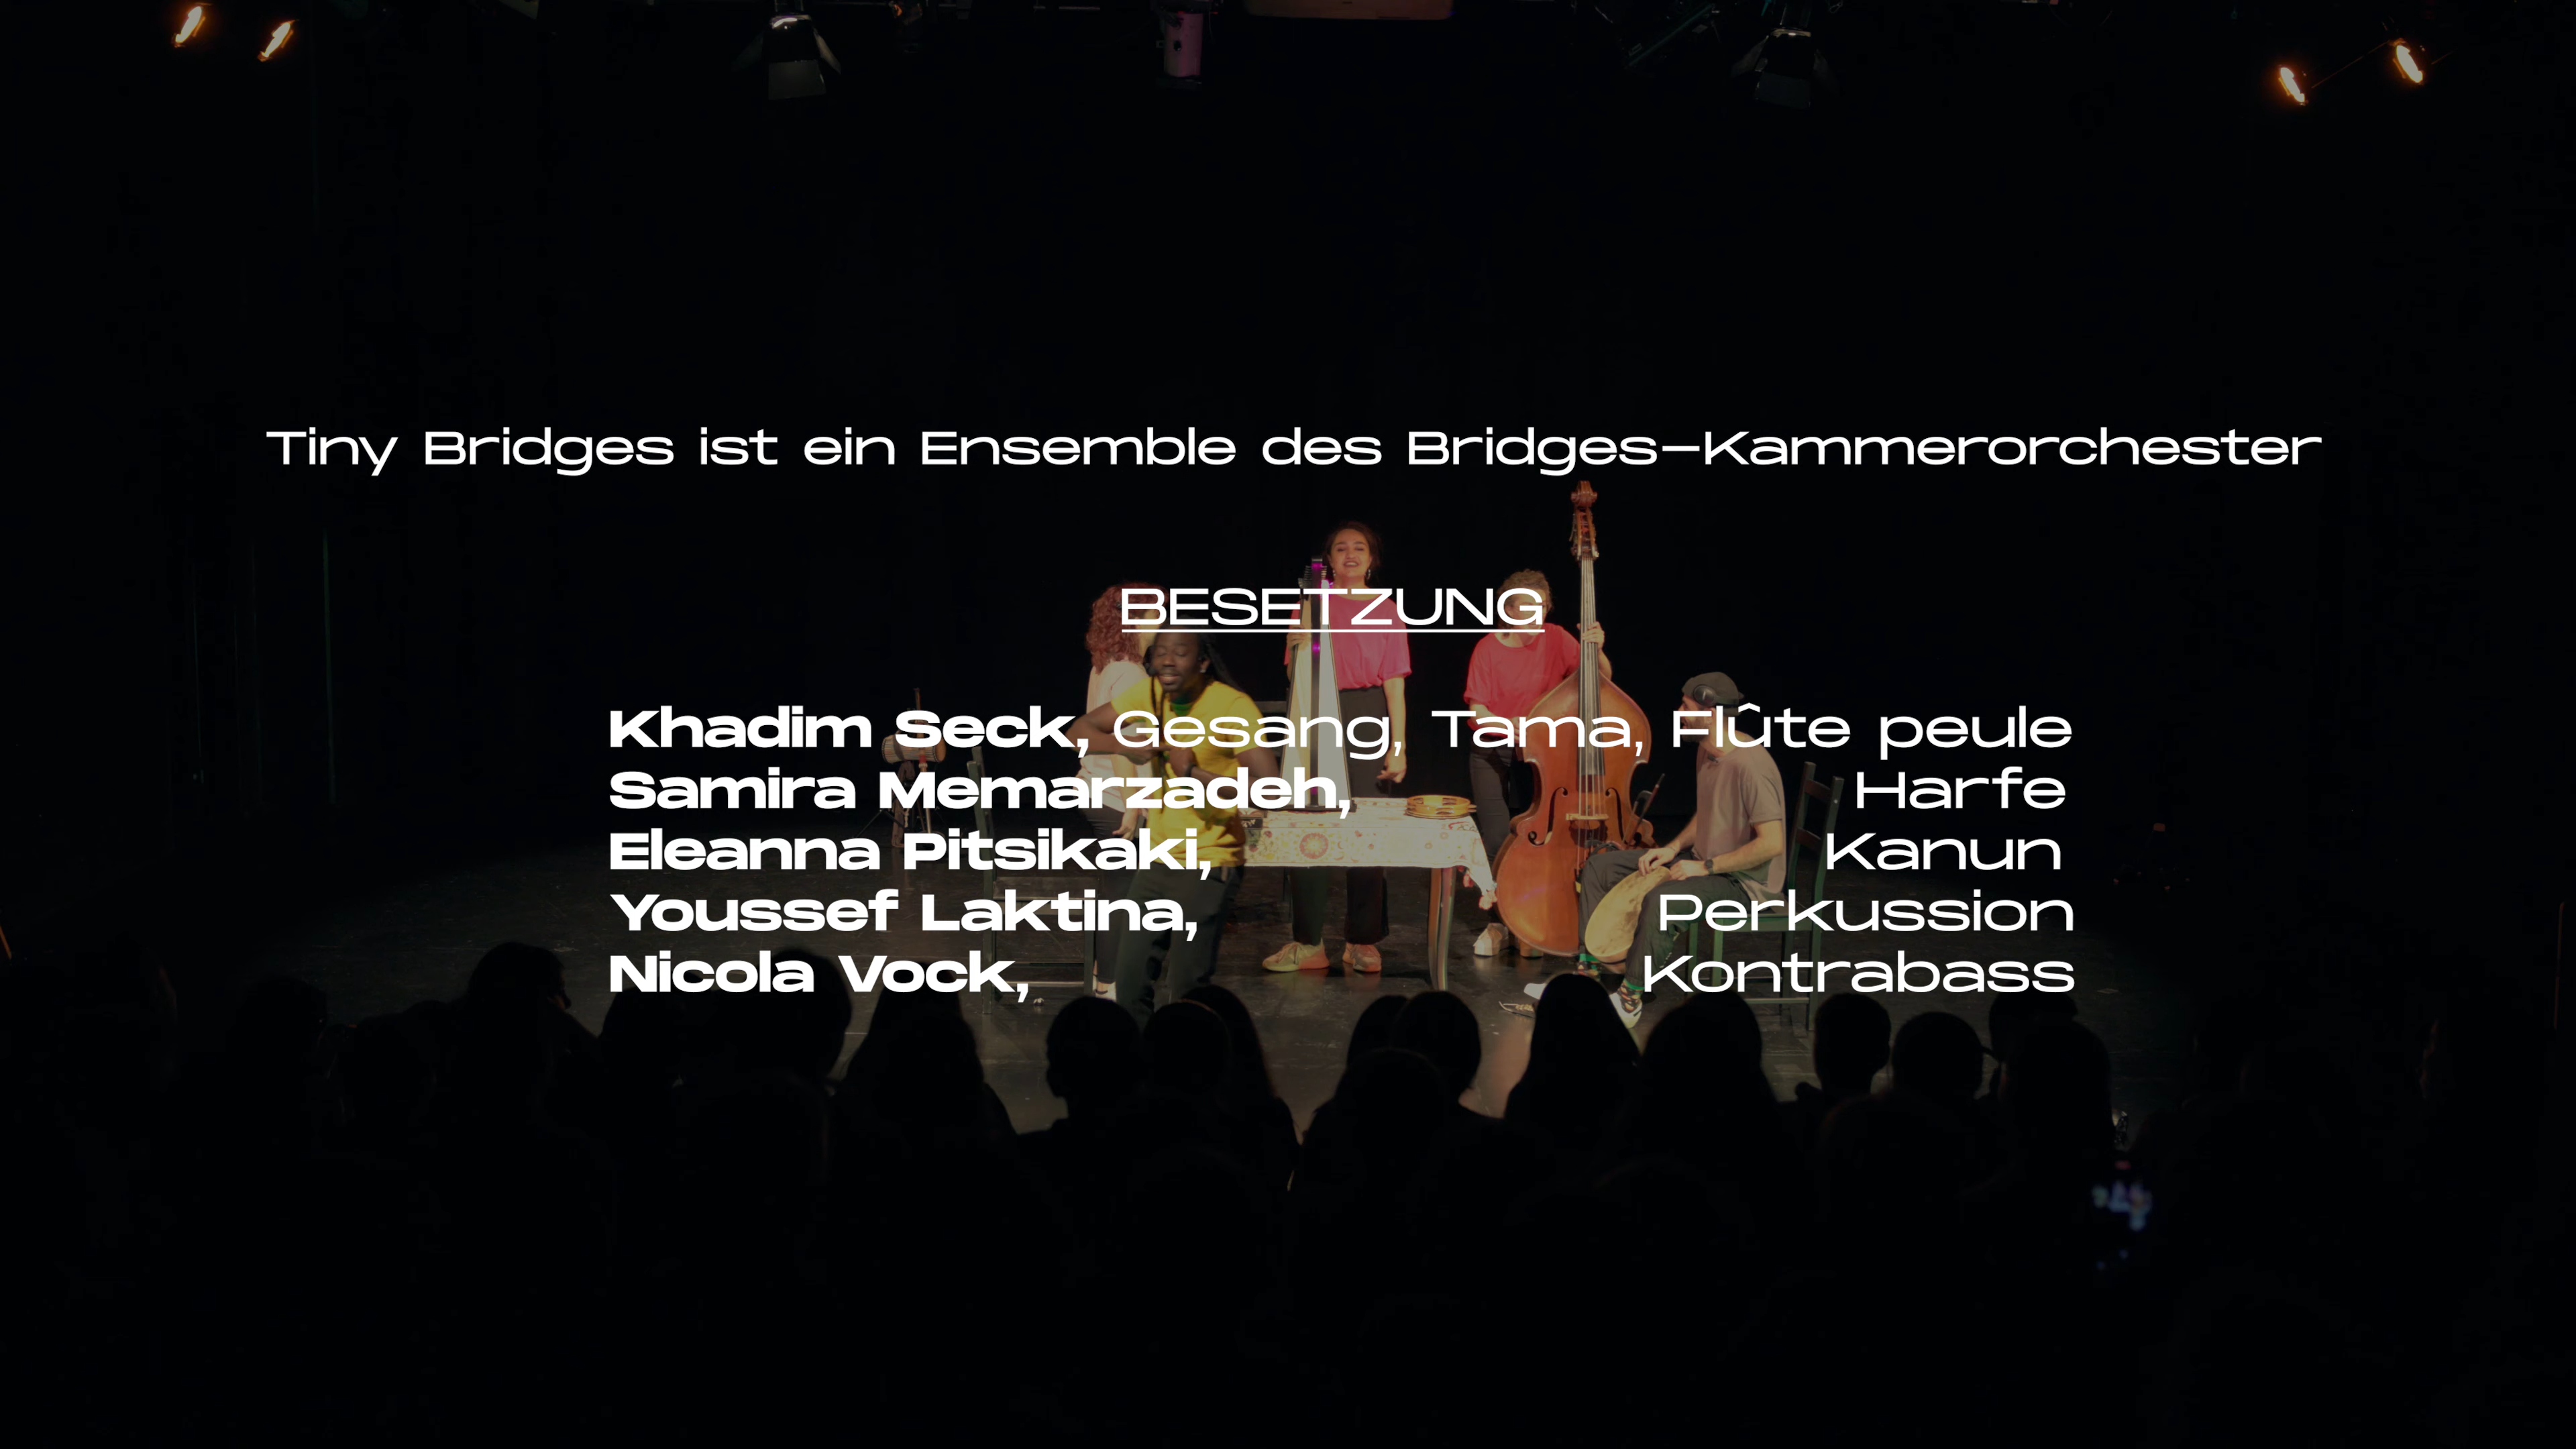 Tiny Bridges ist ein Ensemble des Bridges-Kammerorchester
BESETZUNG
Khadim Seck, Gesang, Tama, Flûte peule
Samira Memarzadeh, Harfe
Eleanna Pitsikaki, Kanun
Youssef Laktina, Perkussion
Nicola Vock, Kontrabass